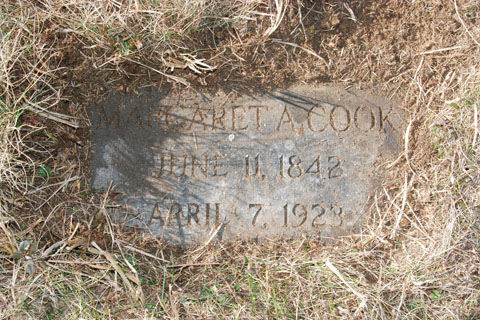 MARGARET A. COOK
JUNE 11, 1842
APRIL 7, 1923